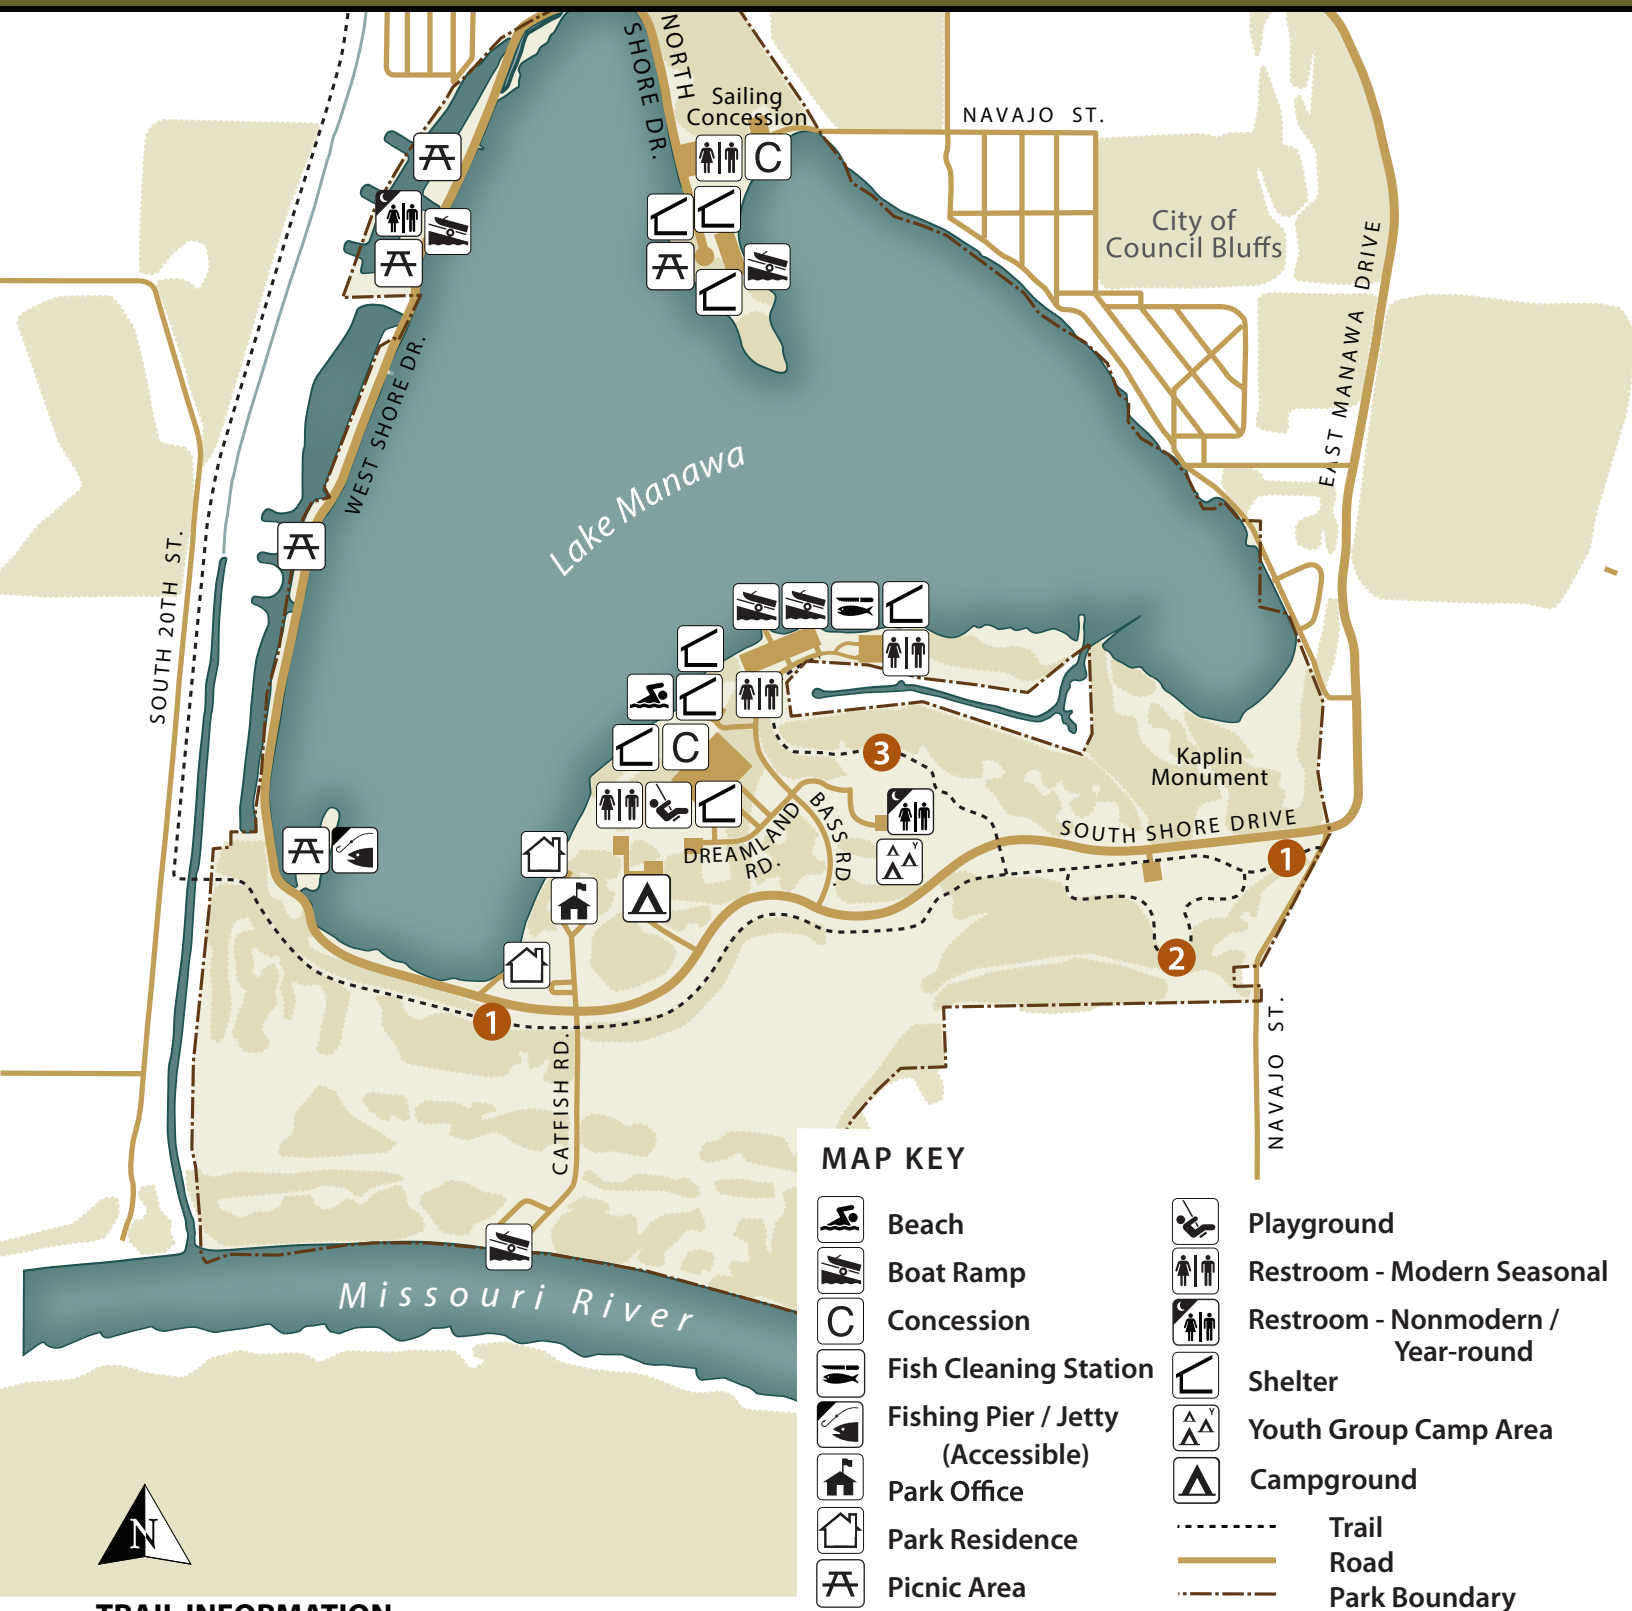 NORTH
SHORE DR.
Sailing
Concession
C
NAVAJO ST.
City of
Council Bluffs
EAST MANAWA DRIVE
WEST SHORE DR.
Lake Manawa
SOUTH 20TH ST.
C
3
Kaplin
Monument
SOUTH SHORE DRIVE
BASS RD.
DREAMLAND
RD.
Y
1
2
1
CATFISH RD.
NAVAJO ST.
Missouri River
N
MAP KEY
Beach
Boat Ramp
C Concession
Fish Cleaning Station
Fishing Pier / Jetty
(Accessible)
Park Office
Park Residence
Picnic Area
Playground
Restroom - Modern Seasonal
Restroom - Nonmodern /
Year-round
Shelter
Y Youth Group Camp Area
Campground
Trail
Road
Park Boundary
TRAIL INFORMATION